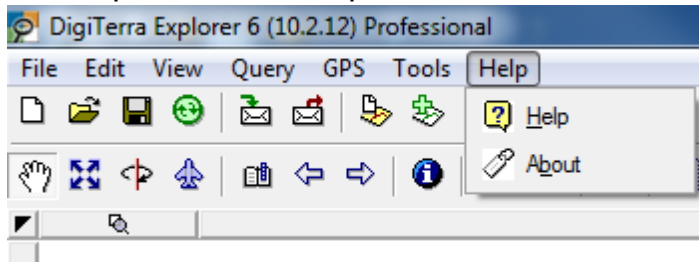 DigiTerra Explorer 6 (10.2.12) Professional
File Edit View Query GPS Tools Help
Help
About